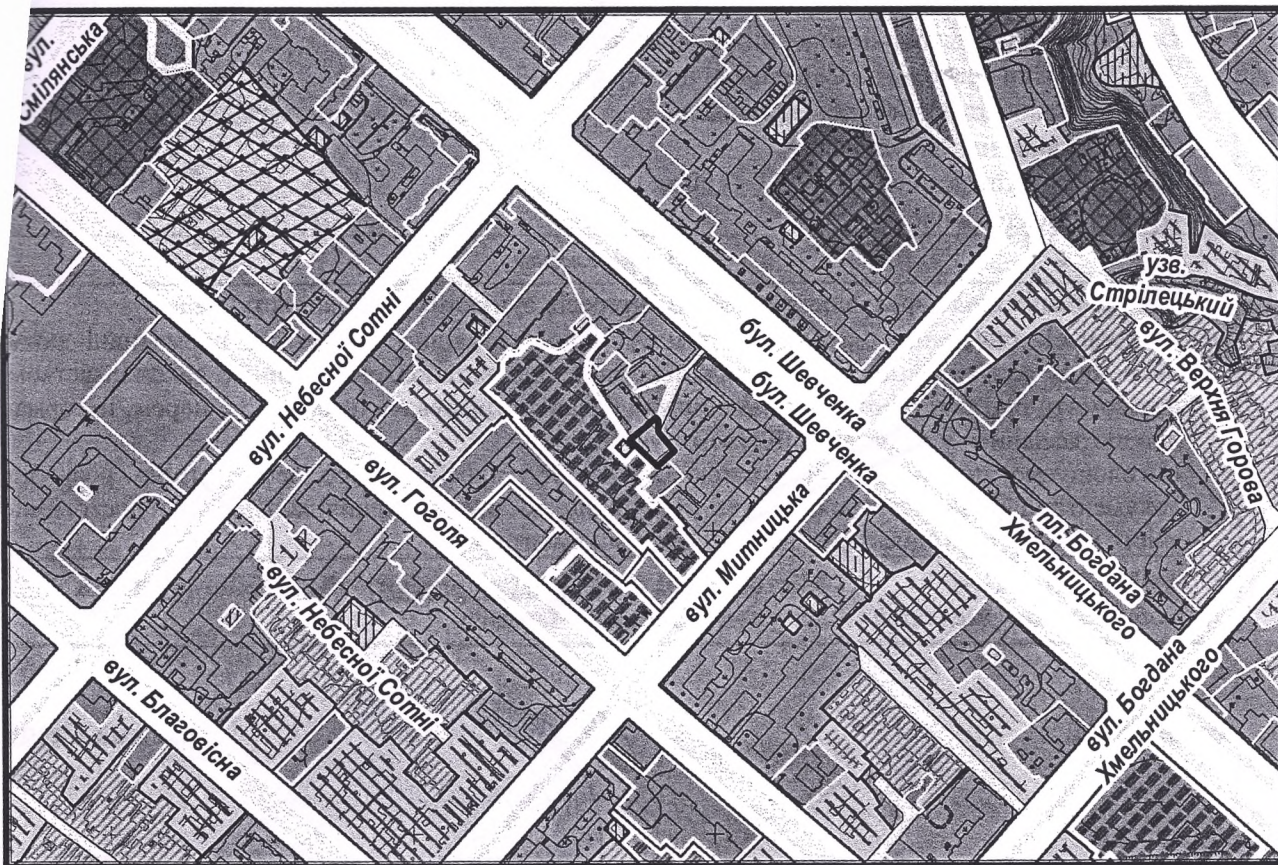 вул.
Смілянська
узв.
Стрілецький
вул. Верхня Горова
бул. Шевченка
бул. Шевченка
вул. Небесної Сотні
вул. Гоголя
вул. Митницька
пл. Богдана
Хмельницького
вул. Небесної Сотні
вул. Богдана
Хмельницького
вул. Благовісна